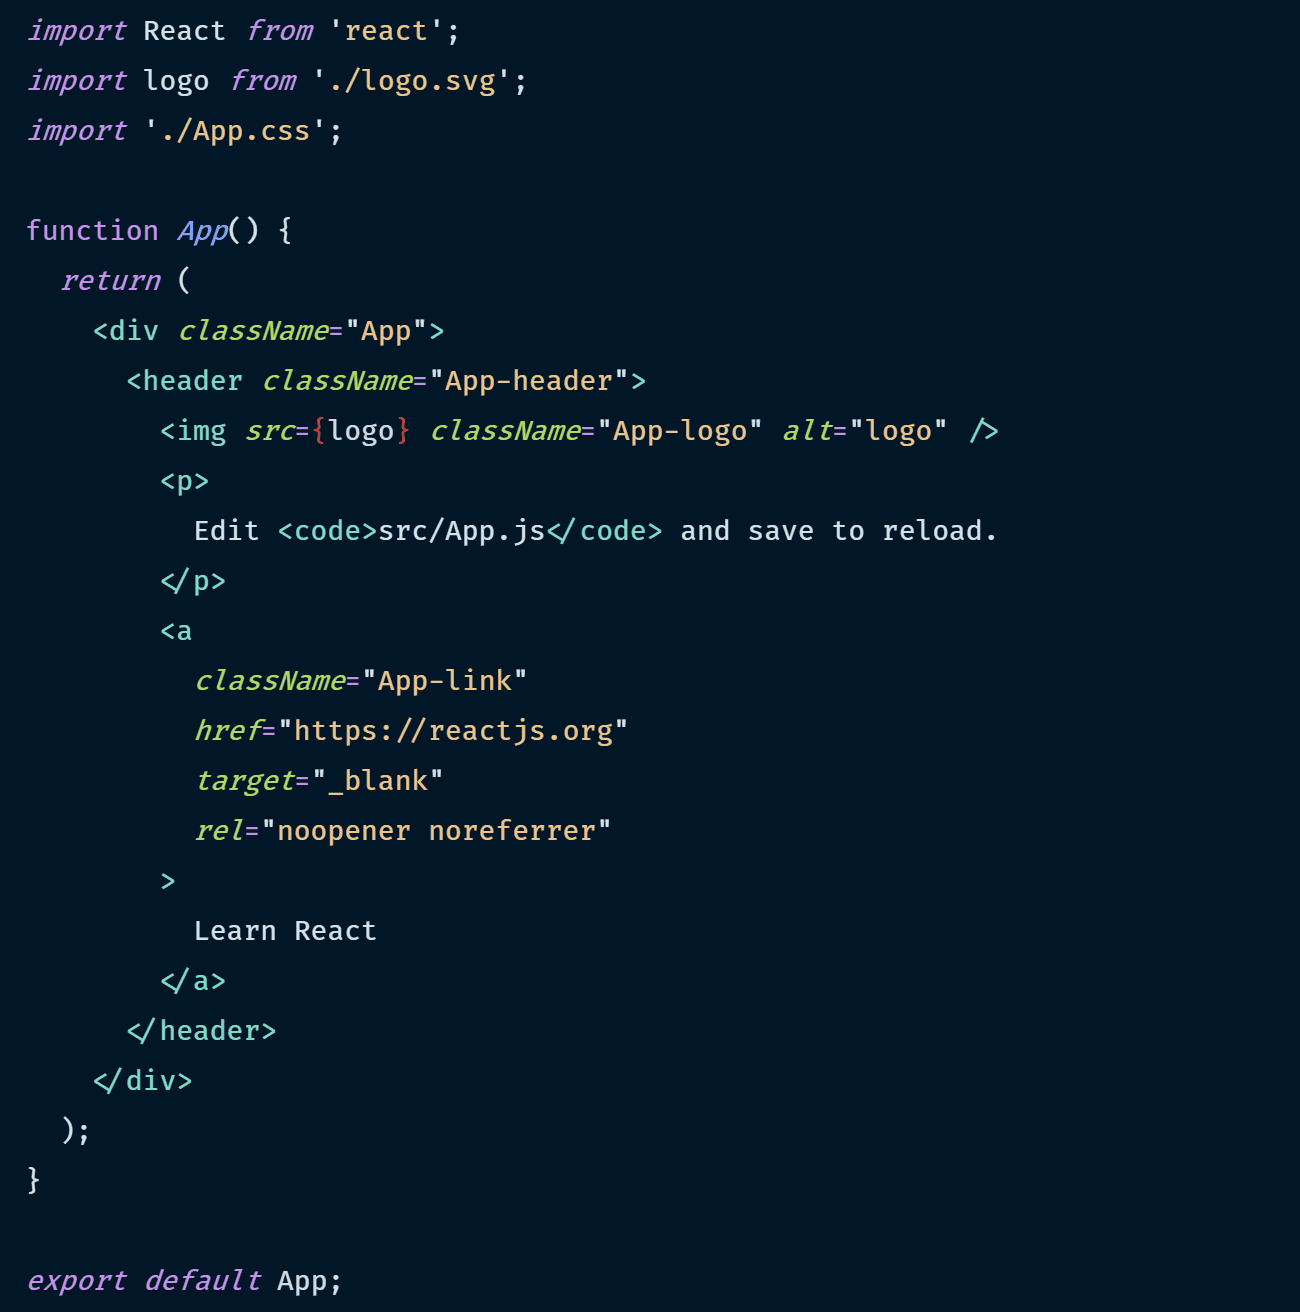 import React from 'react';
import logo from './logo.svg';
import './App.css';

function App() {
  return (
    <div className="App">
      <header className="App-header">
        <img src={logo} className="App-logo" alt="logo" />
        <p>
          Edit <code>src/App.js</code> and save to reload.
        </p>
        <a
          className="App-link"
          href="https://reactjs.org"
          target="_blank"
          rel="noopener noreferrer"
        >
          Learn React
        </a>
      </header>
    </div>
  );
}

export default App;